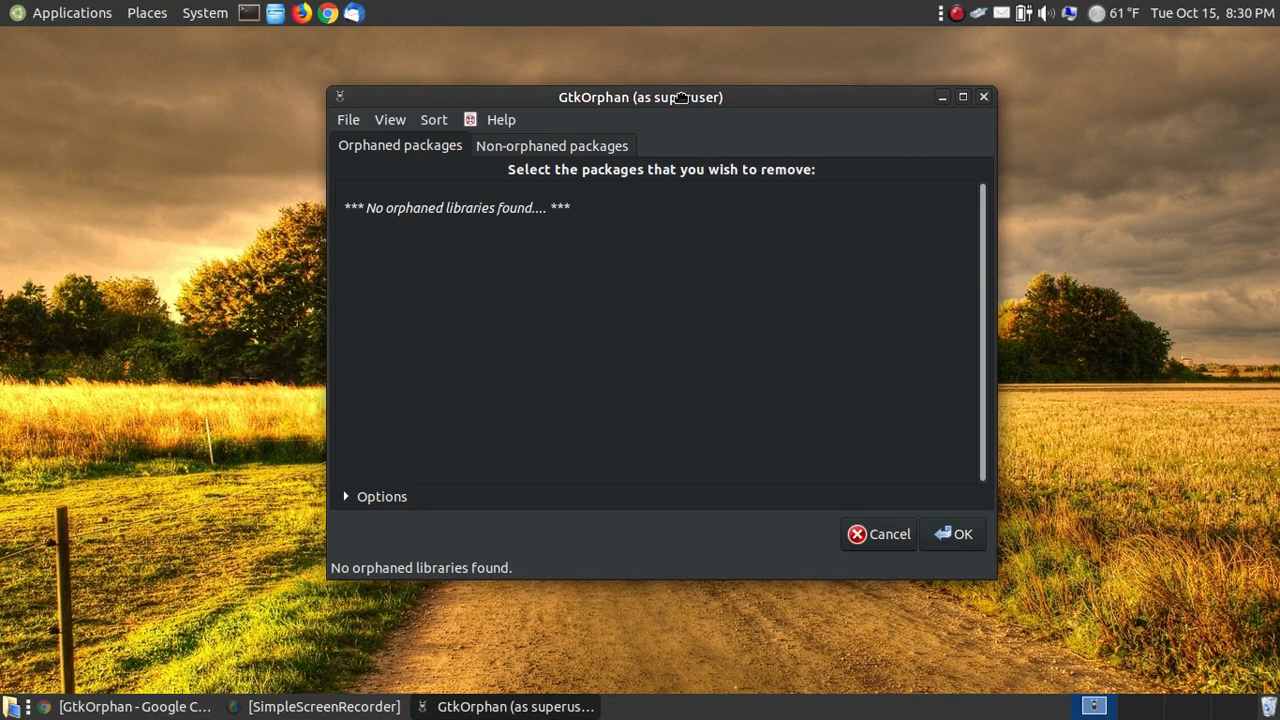 Applications Places System 61 °F Tue Oct 15, 8:30 PM
GtkOrphan (as superuser)
File View Sort Help
Orphaned packages Non-orphaned packages
Select the packages that you wish to remove:
*** No orphaned libraries found.... ***
Options
Cancel OK
No orphaned libraries found.
[GtkOrphan - Google C... [SimpleScreenRecorder] GtkOrphan (as superus...